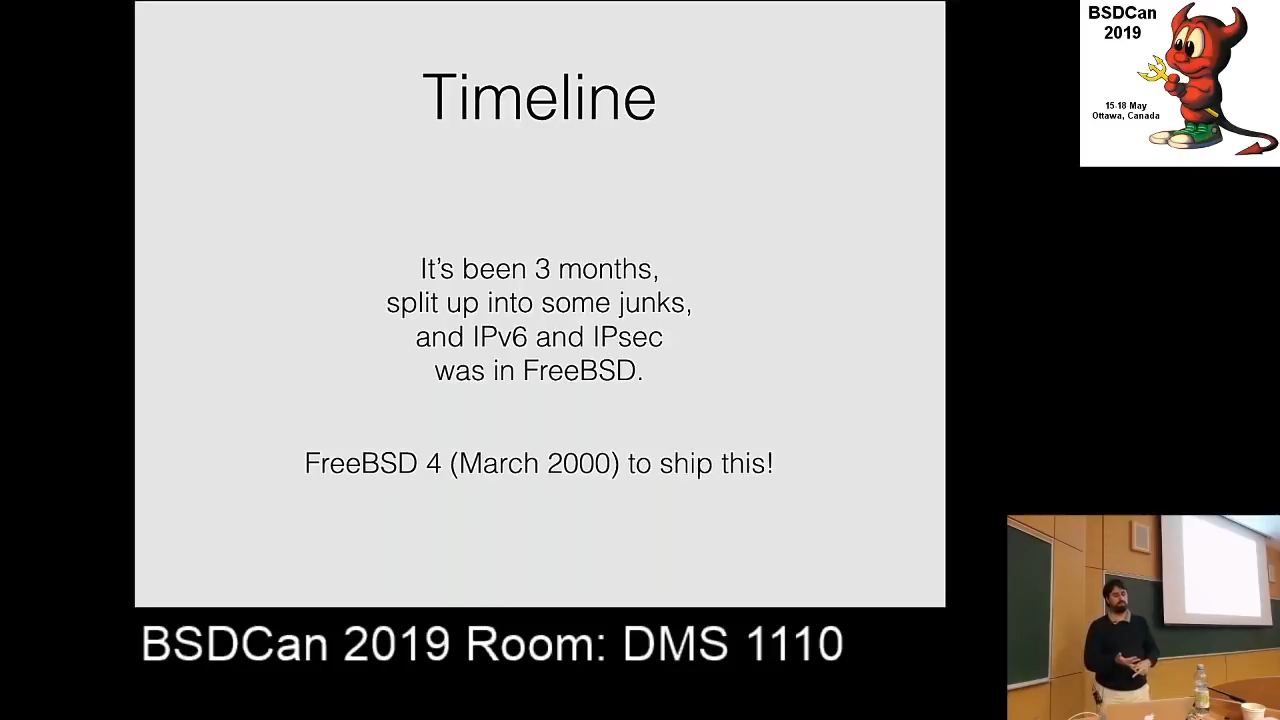 Timeline
It's been 3 months,
split up into some junks,
and IPv6 and IPsec
was in FreeBSD.
FreeBSD 4 (March 2000) to ship this!
BSDCan
2019
15-18 May
Ottawa, Canada
BSDCan 2019 Room: DMS 1110